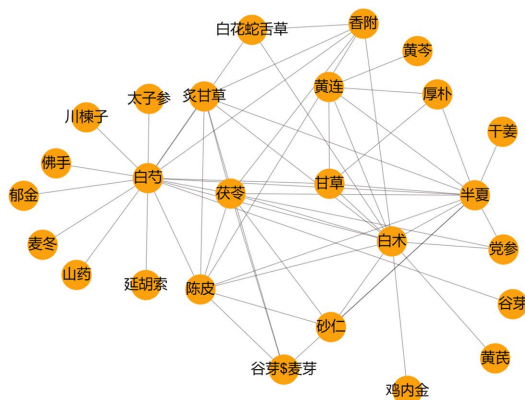 香附
白花蛇舌草
黄芩
黄连
厚朴
炙甘草
太子参
川楝子
干姜
佛手
白芍
甘草
郁金
茯苓
半夏
麦冬
白术
党参
山药
延胡索
陈皮
谷芽
砂仁
黄芪
谷芽$麦芽
鸡内金